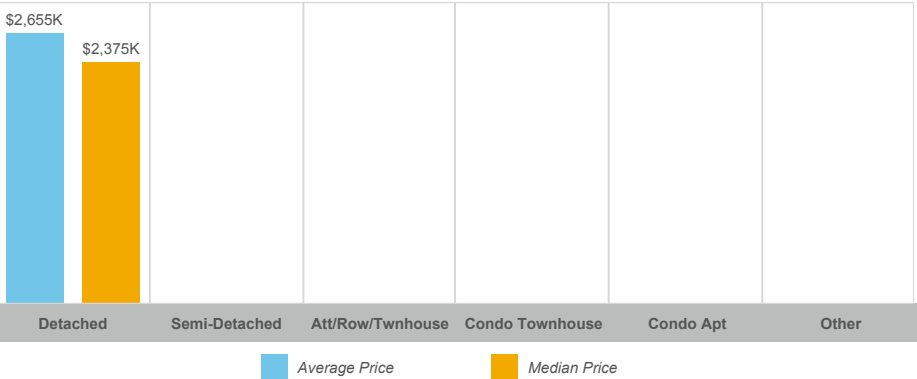 $2,655K
$2,375K
Detached Semi-Detached Att/Row/Twnhouse Condo Townhouse Condo Apt Other
Average Price Median Price